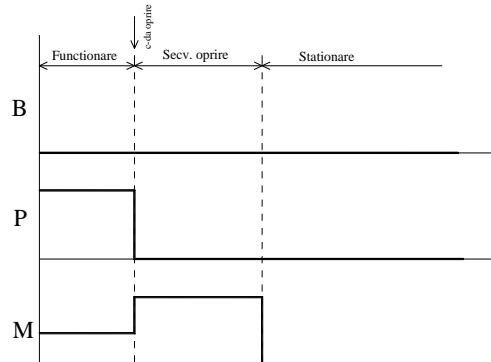 c-da oprire
Functionare
Secv. oprire
Stationare
B
P
M